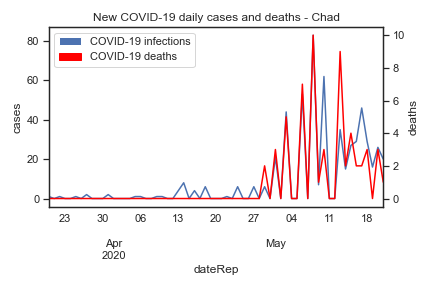 New COVID-19 daily cases and deaths - Chad
COVID-19 infections
COVID-19 deaths
cases
80
60
40
20
0
deaths
10
8
6
4
2
0
23 30 06 13 20 27 04 11 18
Apr May
2020
dateRep